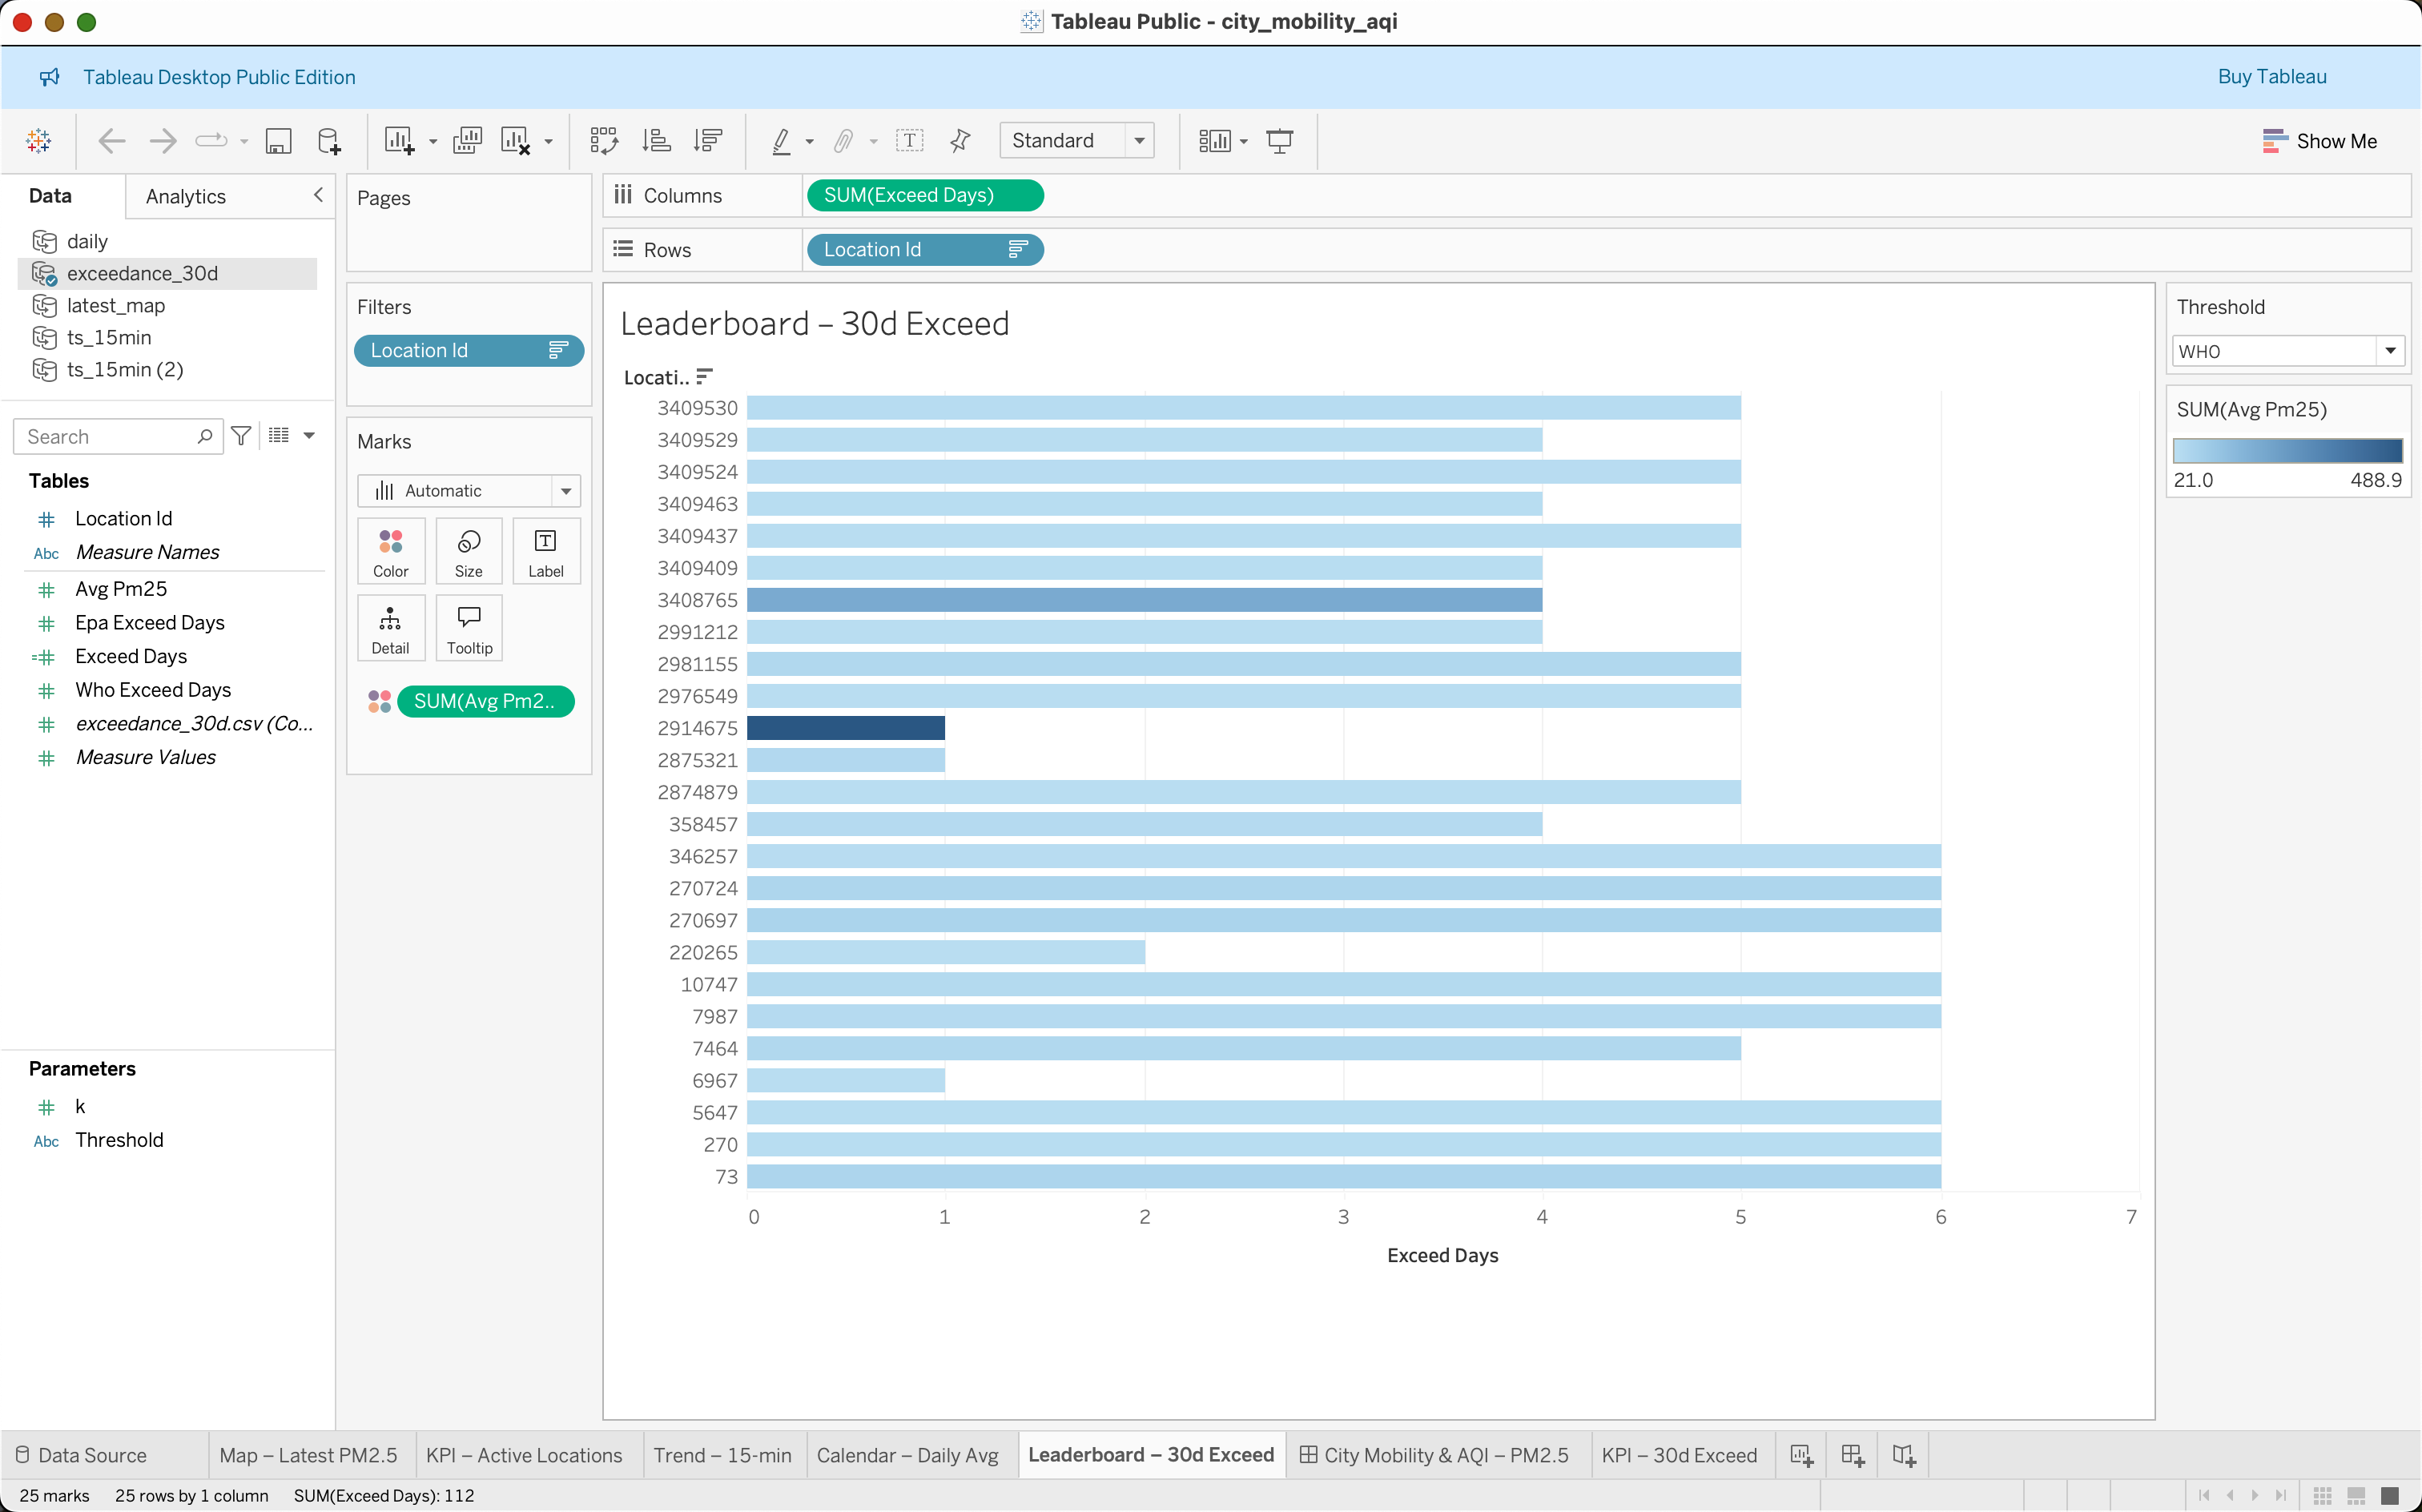 Tableau Public - city_mobility_aqi
Tableau Desktop Public Edition
Buy Tableau
Standard
Show Me
Data
Analytics
daily
exceedance_30d
latest_map
ts_15min
ts_15min (2)
Search
Tables
Location Id
Abc Measure Names
Avg Pm25
Epa Exceed Days
Exceed Days
Who Exceed Days
exceedance_30d.csv (Co...
Measure Values
Parameters
k
Abc Threshold
Pages
Filters
Location Id
Marks
Automatic
Color Size Label
Detail Tooltip
SUM(Avg Pm2..
Columns SUM(Exceed Days)
Rows Location Id
Leaderboard – 30d Exceed
Locati..
3409530
3409529
3409524
3409463
3409437
3409409
3408765
2991212
2981155
2976549
2914675
2875321
2874879
358457
346257
270724
270697
220265
10747
7987
7464
6967
5647
270
73
0 1 2 3 4 5 6 7
Exceed Days
Threshold
WHO
SUM(Avg Pm25)
21.0 488.9
Data Source Map – Latest PM2.5 KPI – Active Locations Trend – 15-min Calendar – Daily Avg Leaderboard – 30d Exceed City Mobility & AQI – PM2.5 KPI – 30d Exceed
25 marks 25 rows by 1 column SUM(Exceed Days): 112